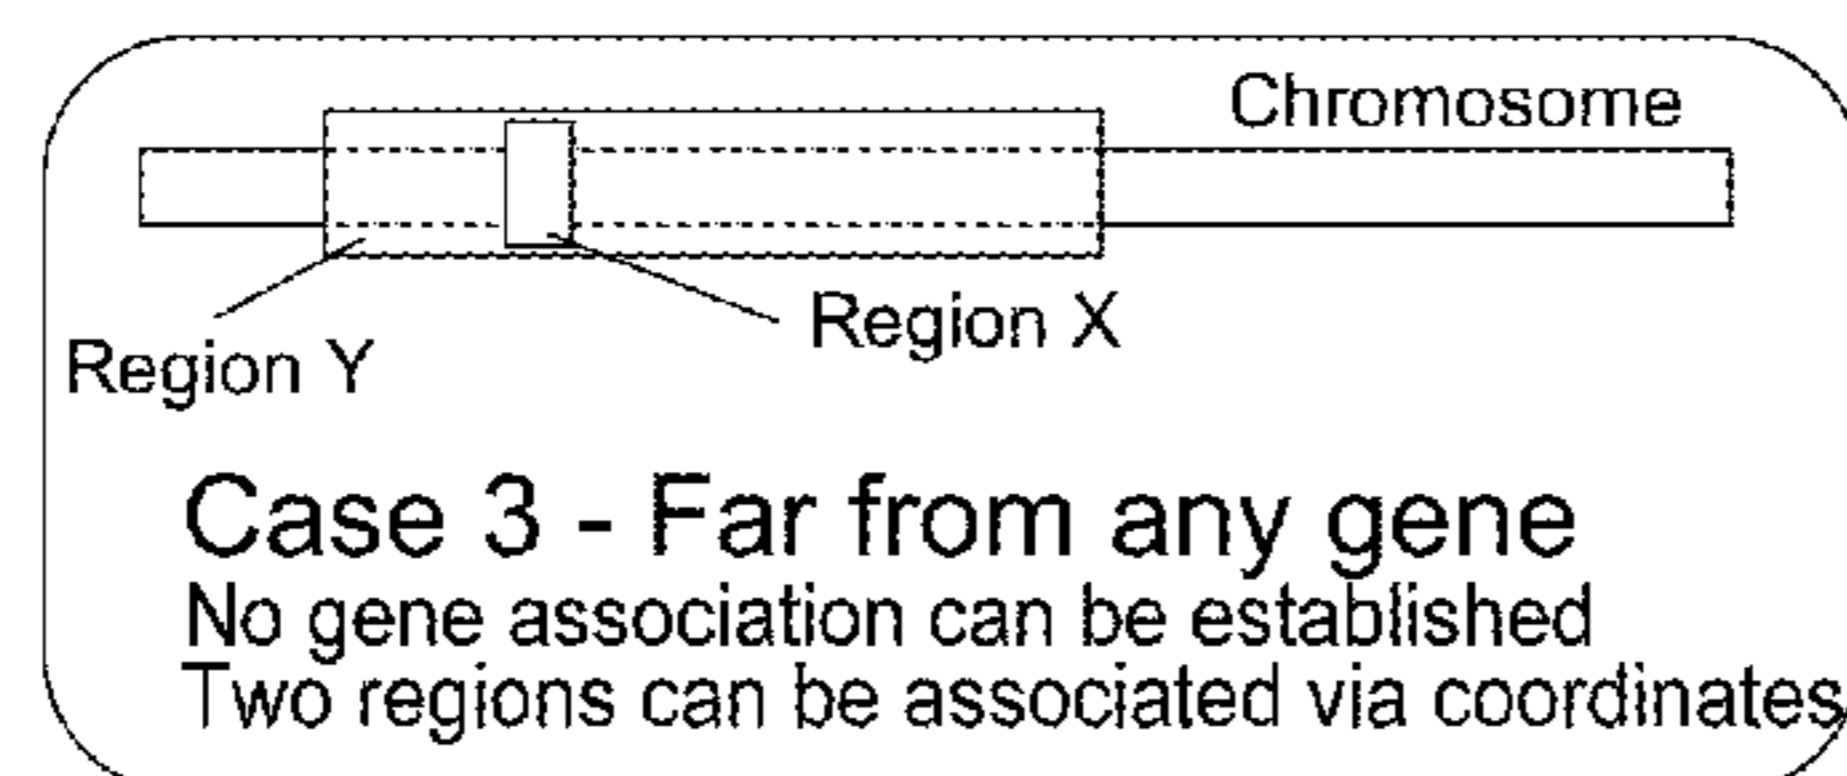 Chromosome
Region X
Region Y
Case 3 - Far from any gene
No gene association can be established
Two regions can be associated via coordinates